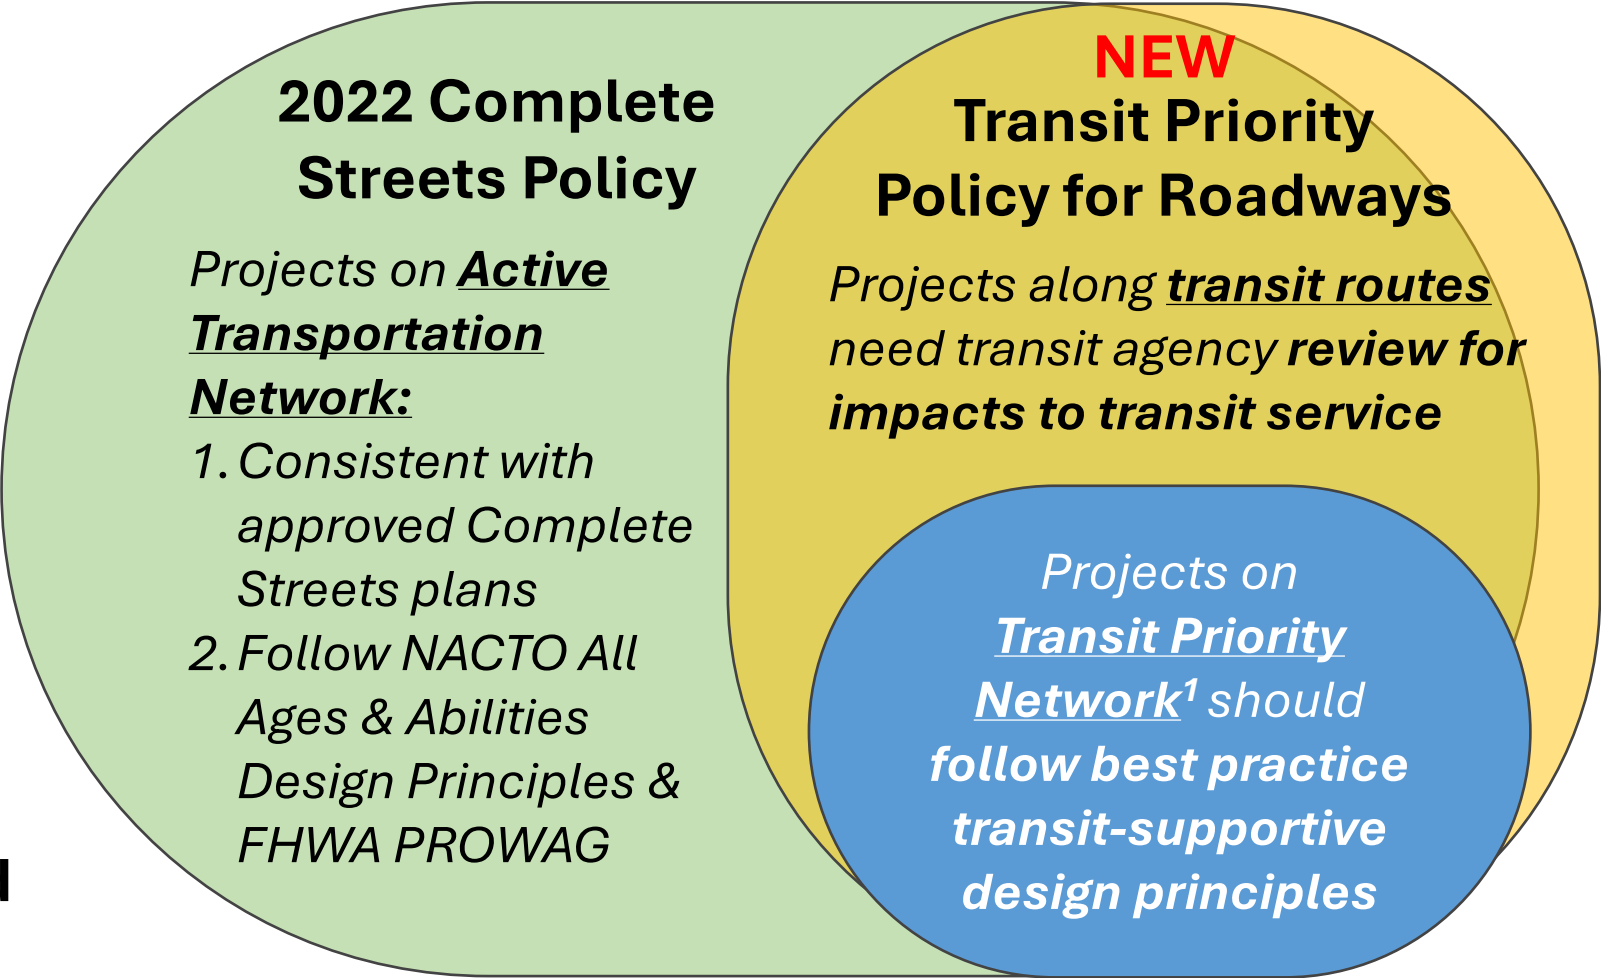 2022 Complete
Streets Policy
Projects on Active
Transportation
Network:
1. Consistent with
approved Complete
Streets plans
2. Follow NACTO All
Ages & Abilities
Design Principles &
FHWA PROWAG
NEW
Transit Priority
Policy for Roadways
Projects along transit routes
need transit agency review for
impacts to transit service
Projects on
Transit Priority
Network¹ should
follow best practice
transit-supportive
design principles